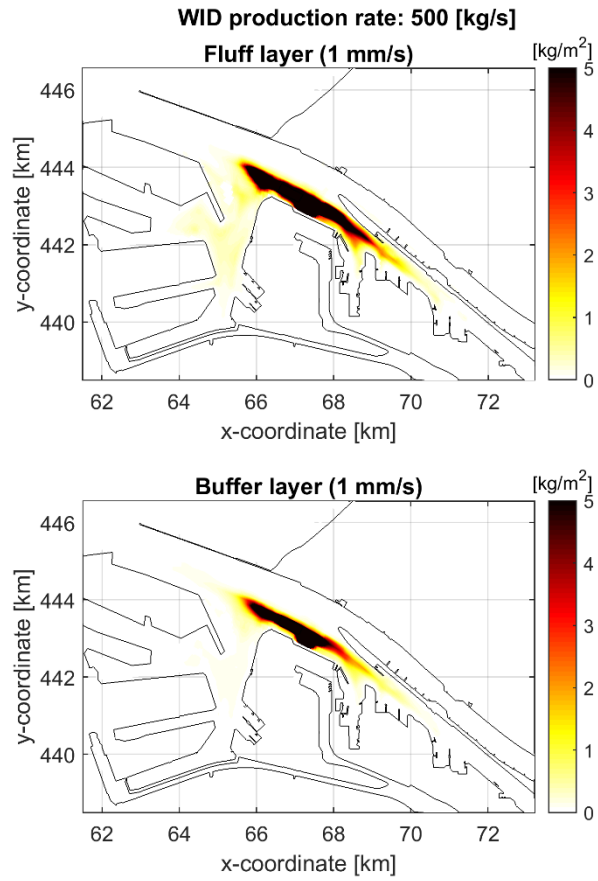 WID production rate: 500 [kg/s]
Fluff layer (1 mm/s)
[kg/m²]
446
444
442
440
y-coordinate [km]
62 64 66 68 70 72
x-coordinate [km]
5
4
3
2
1
0
Buffer layer (1 mm/s)
[kg/m²]
446
444
442
440
y-coordinate [km]
62 64 66 68 70 72
x-coordinate [km]
5
4
3
2
1
0